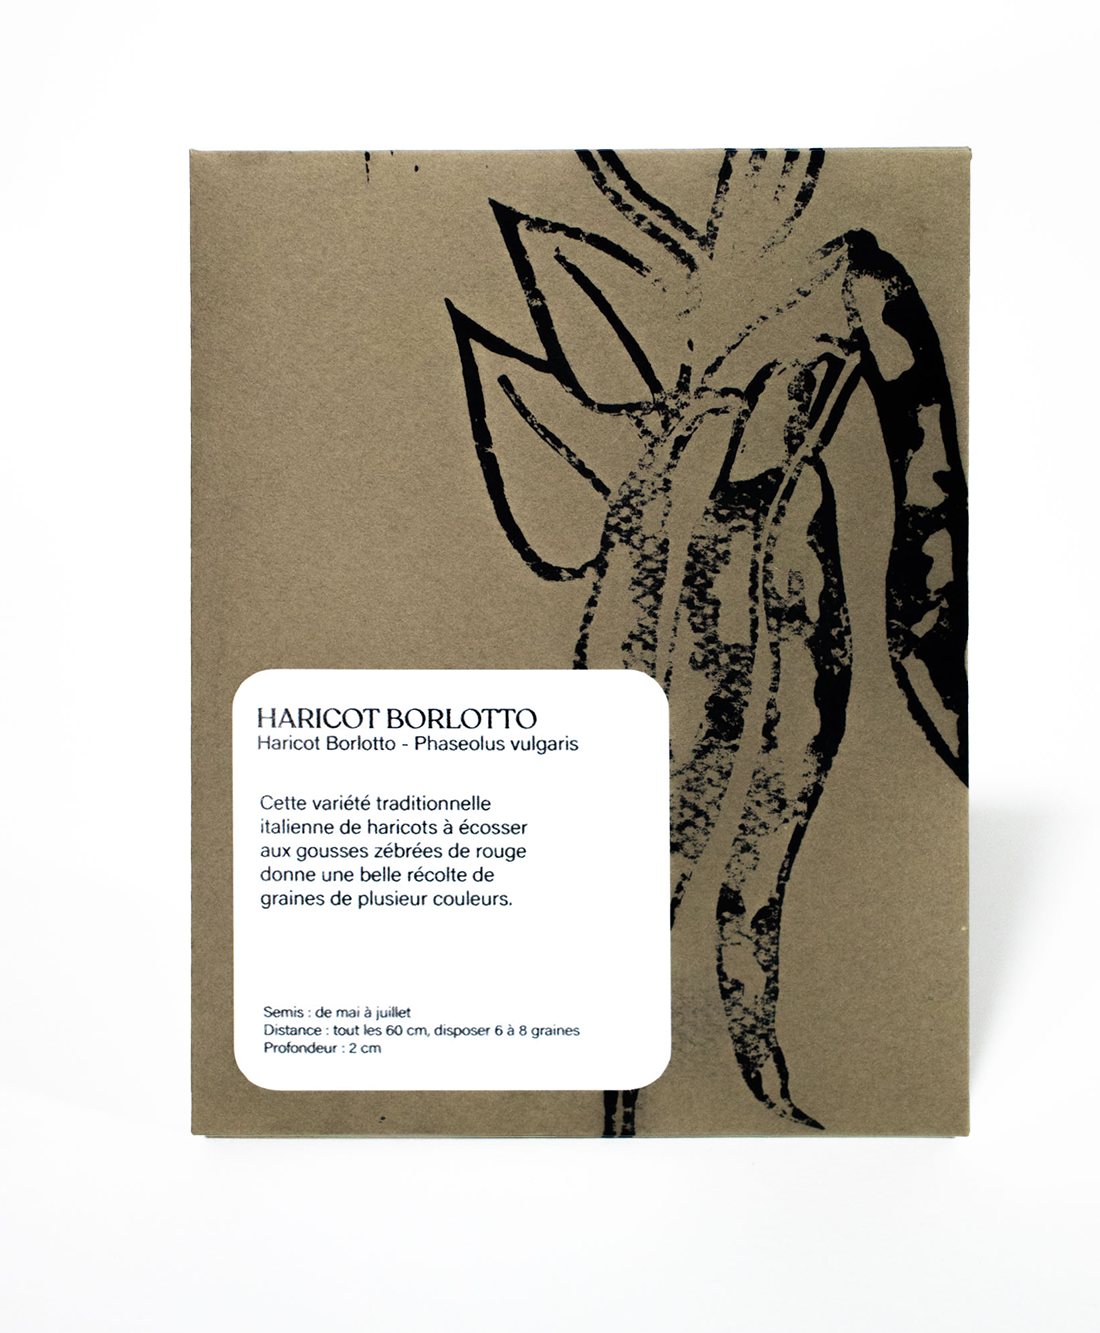 HARICOT BORLOTTO
Haricot Borlotto - Phaseolus vulgaris
Cette variété traditionnelle
italienne de haricots à écosser
aux gousses zébrées de rouge
donne une belle récolte de
graines de plusieur couleurs.
Semis : de mai à juillet
Distance : tout les 60 cm, disposer 6 à 8 graines
Profondeur : 2 cm